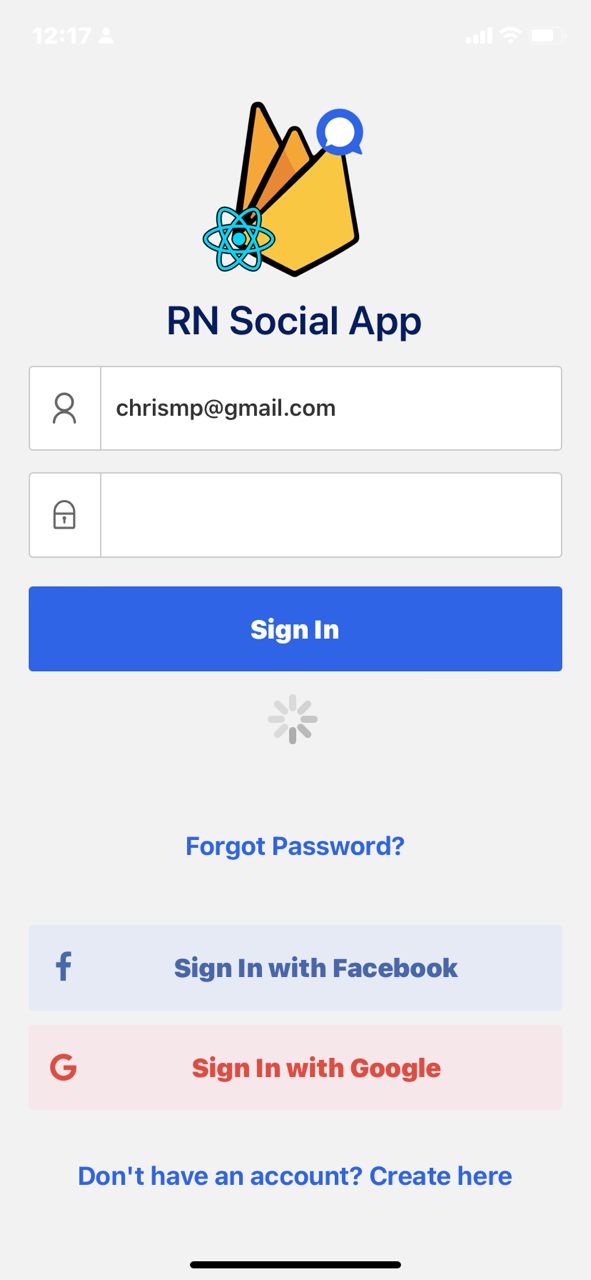 12:17
RN Social App
chrismp@gmail.com
Sign In
Forgot Password?
Sign In with Facebook
Sign In with Google
Don't have an account? Create here